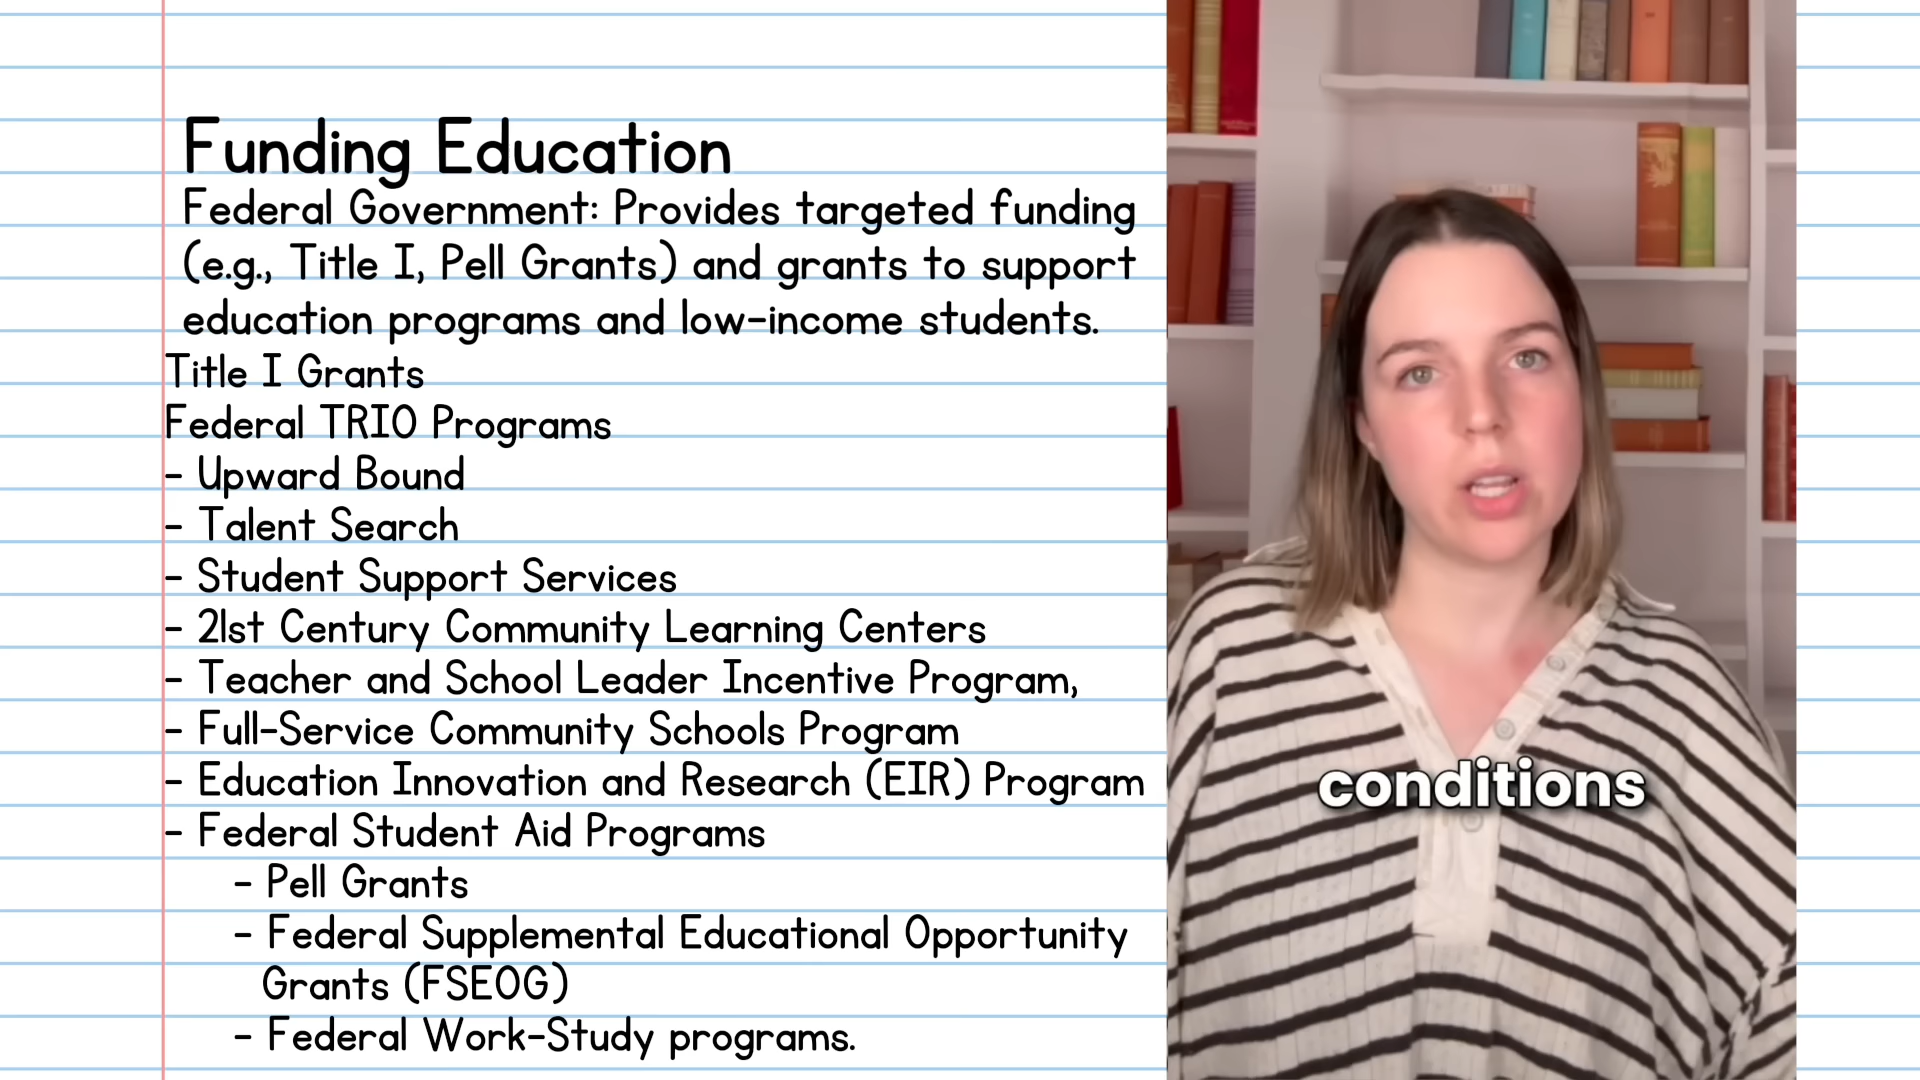 Funding Education
Federal Government: Provides targeted funding
(e.g., Title I, Pell Grants) and grants to support
education programs and low-income students.
Title I Grants
Federal TRIO Programs
- Upward Bound
- Talent Search
- Student Support Services
- 21st Century Community Learning Centers
- Teacher and School Leader Incentive Program,
- Full-Service Community Schools Program
- Education Innovation and Research (EIR) Program
- Federal Student Aid Programs
- Pell Grants
- Federal Supplemental Educational Opportunity
Grants (FSEOG)
- Federal Work-Study programs.
conditions